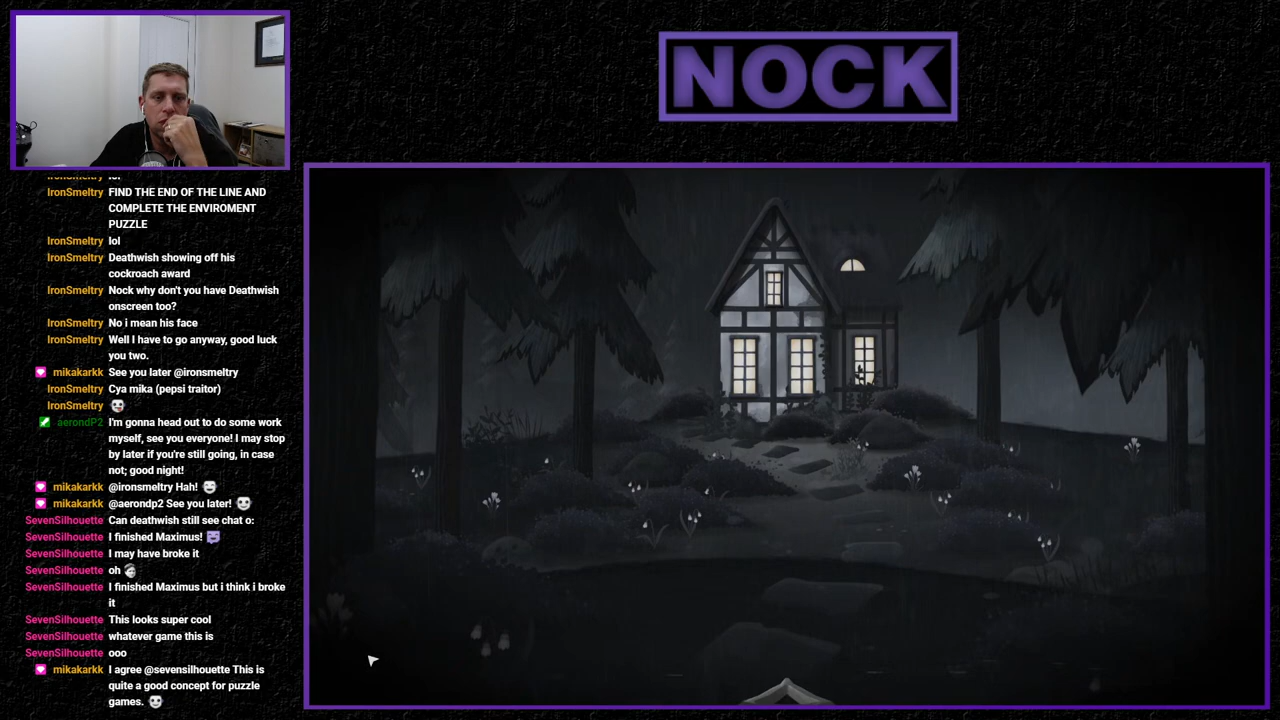 NOCK
IronSmeltry lol
IronSmeltry FIND THE END OF THE LINE AND
COMPLETE THE ENVIROMENT
PUZZLE
IronSmeltry lol
IronSmeltry Deathwish showing off his
cockroach award
IronSmeltry Nock why don't you have Deathwish
onscreen too?
IronSmeltry No i mean his face
IronSmeltry Well I have to go anyway, good luck
you two.
mikakarkk See you later @ironsmeltry
IronSmeltry Cya mika (pepsi traitor)
IronSmeltry
aerondP2 I'm gonna head out to do some work
myself, see you everyone! I may stop
by later if you're still going, in case
not; good night!
mikakarkk @ironsmeltry Hah!
mikakarkk @aerondp2 See you later!
SevenSilhouette Can deathwish still see chat o:
SevenSilhouette I finished Maximus!
SevenSilhouette I may have broke it
SevenSilhouette oh
SevenSilhouette I finished Maximus but i think i broke
it
SevenSilhouette This looks super cool
SevenSilhouette whatever game this is
SevenSilhouette ooo
mikakarkk I agree @sevensilhouette This is
quite a good concept for puzzle
games.